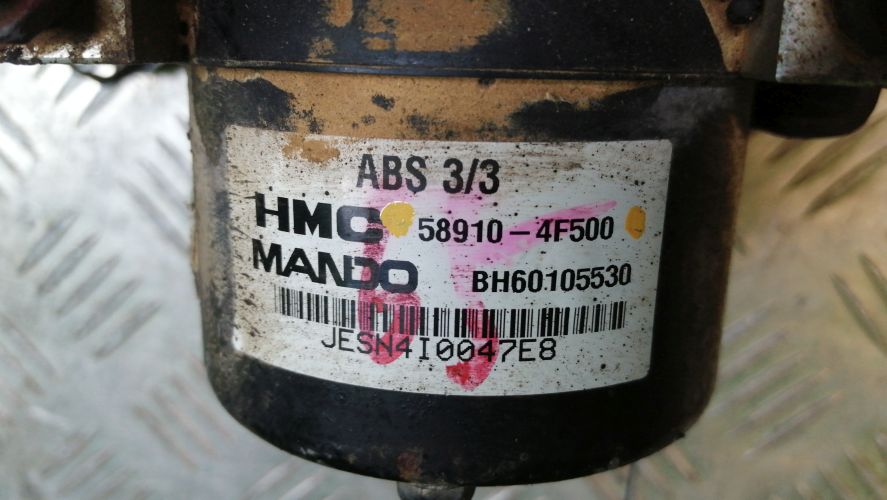 ABS 3/3
HMC 58910-4F500
MANDO BH60105530
JESN4I0047E8